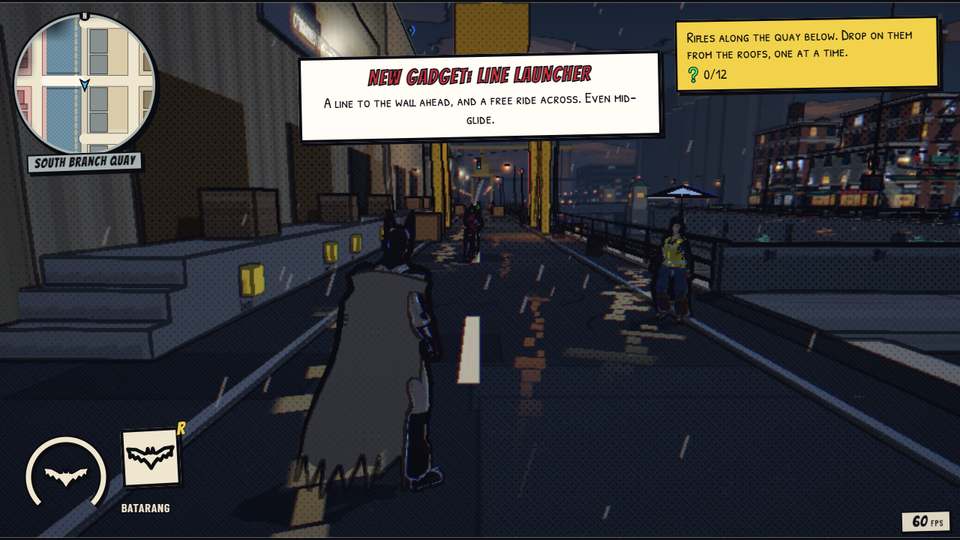 NEW GADGET: LINE LAUNCHER
A LINE TO THE WALL AHEAD, AND A FREE RIDE ACROSS. EVEN MID-
GLIDE.
RIFLES ALONG THE QUAY BELOW. DROP ON THEM
FROM THE ROOFS, ONE AT A TIME.
? 0/12
SOUTH BRANCH QUAY
R
BATARANG
60 FPS